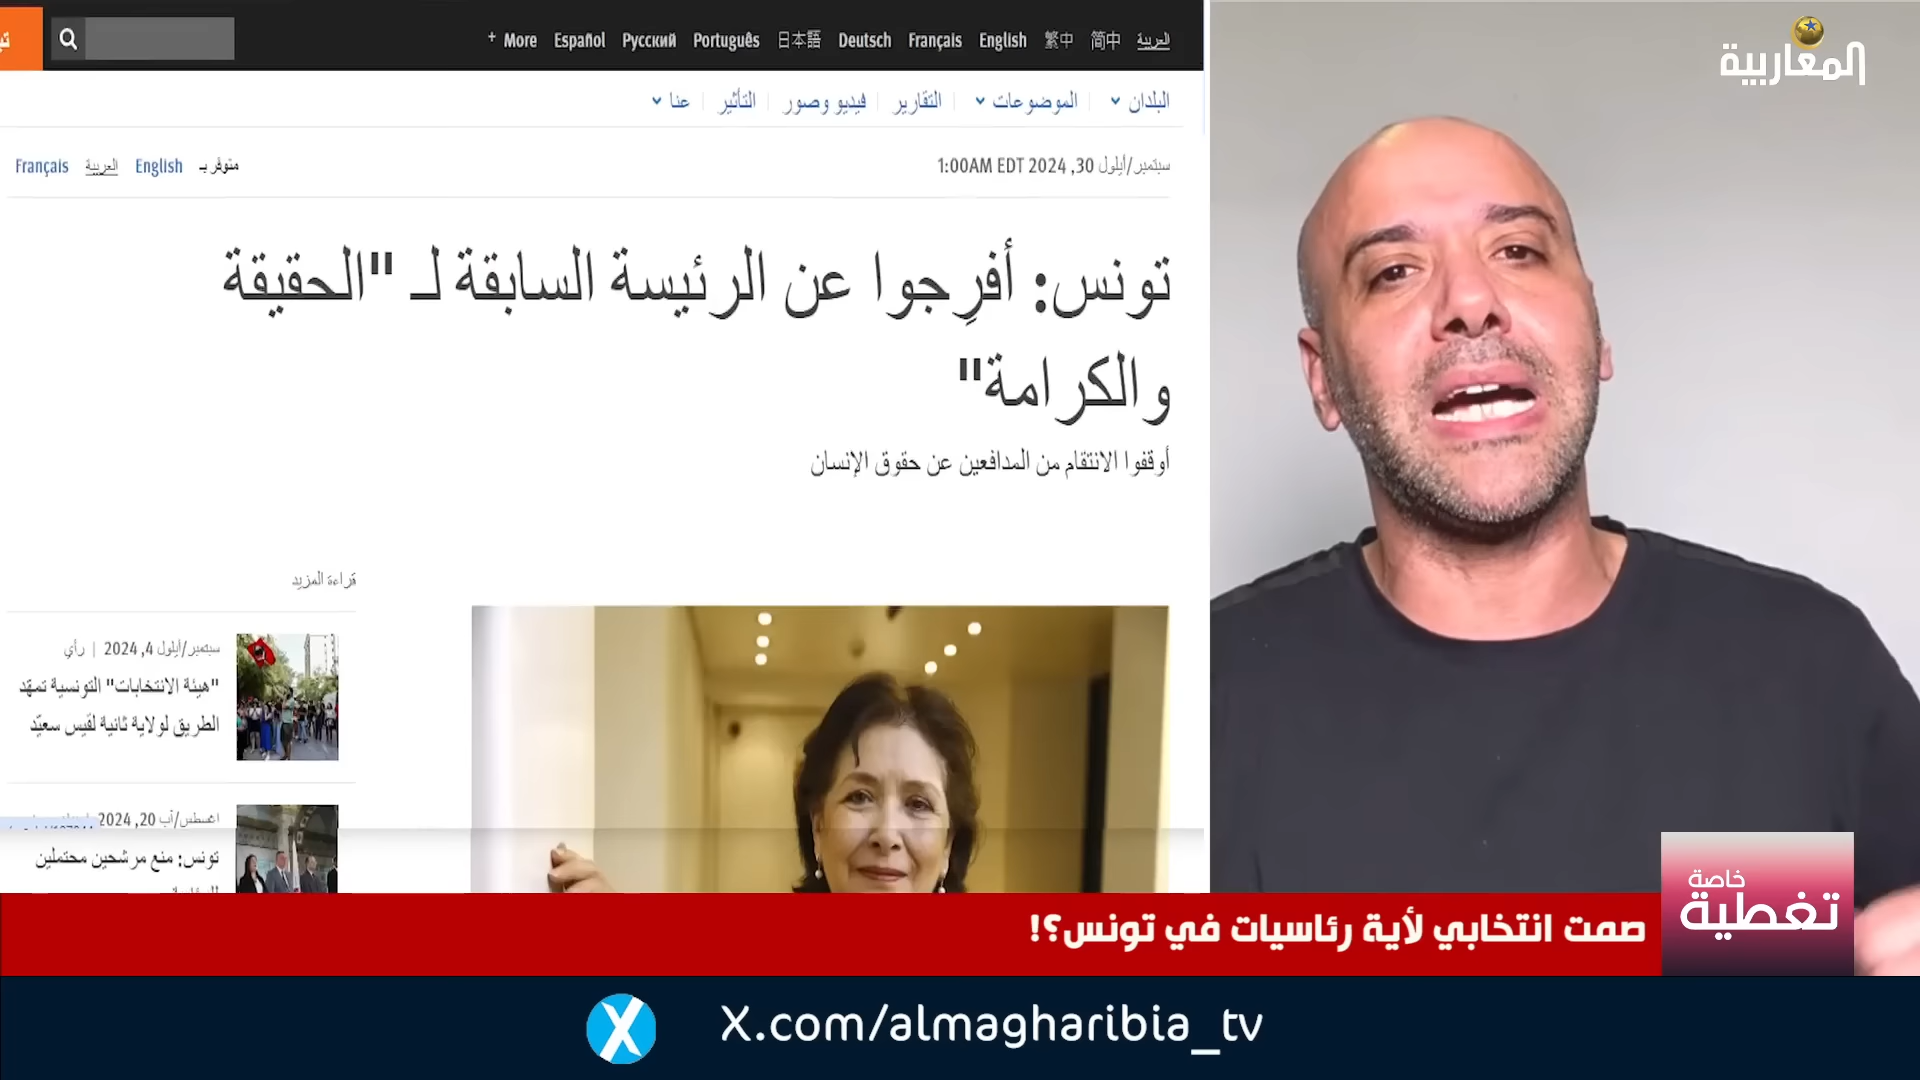 العربية 简中 繁中 English Français Deutsch 日本語 Português Русский Español More +
المغاربية
البلدان الموضوعات التقارير فيديو وصور التأثير عنا
سبتمبر/أيلول 30, 2024 1:00AM EDT
متوفر بـ English العربية Français
تونس: أفرِجوا عن الرئيسة السابقة لـ "الحقيقة
والكرامة"
أوقفوا الانتقام من المدافعين عن حقوق الإنسان
قراءة المزيد
سبتمبر/أيلول 4, 2024 | رأي
"هيئة الانتخابات" التونسية تمهّد
الطريق لولاية ثانية لقيس سعيّد
اغسطس/آب 20, 2024
تونس: منع مرشحين محتملين
تغطية
خاصة
صمت انتخابي لأية رئاسيات في تونس؟!
X.com/almagharibia_tv